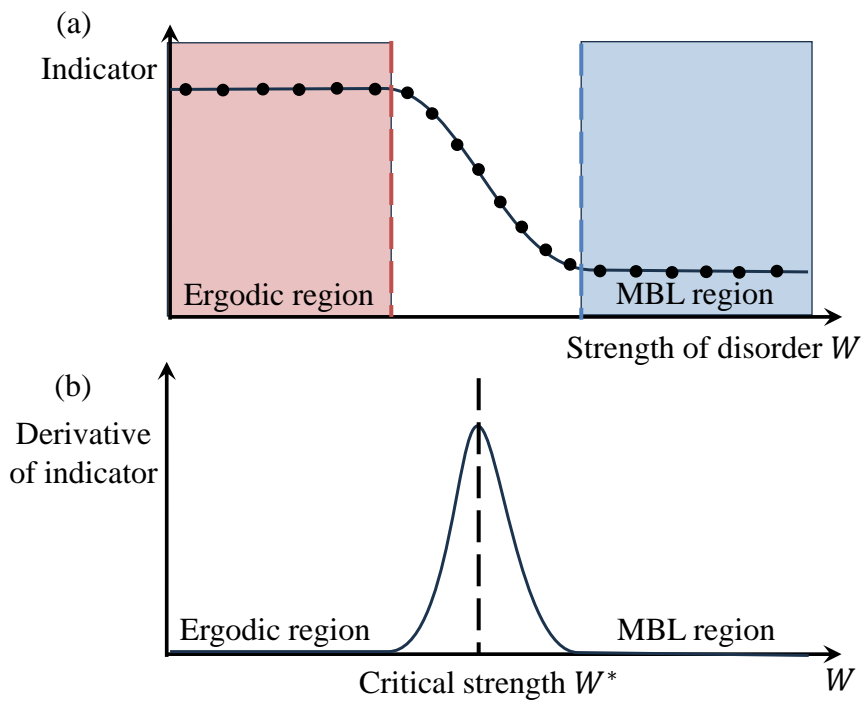 (a)
Indicator
Ergodic region
MBL region
Strength of disorder W
(b)
Derivative
of indicator
Ergodic region
MBL region
Critical strength W*
W